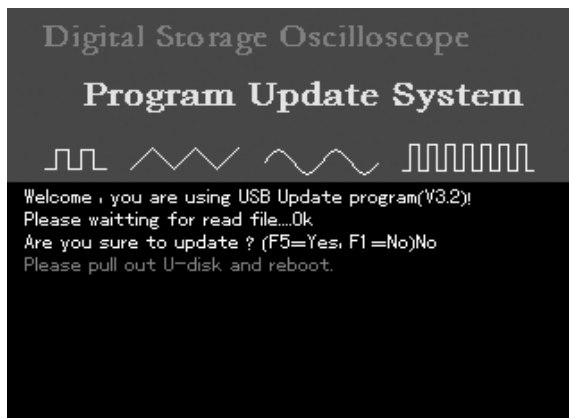 Digital Storage Oscilloscope
Program Update System
Welcome , you are using USB Update program(V3.2)!
Please waitting for read file....Ok
Are you sure to update ? (F5=Yes, F1=No)No
Please pull out U-disk and reboot.